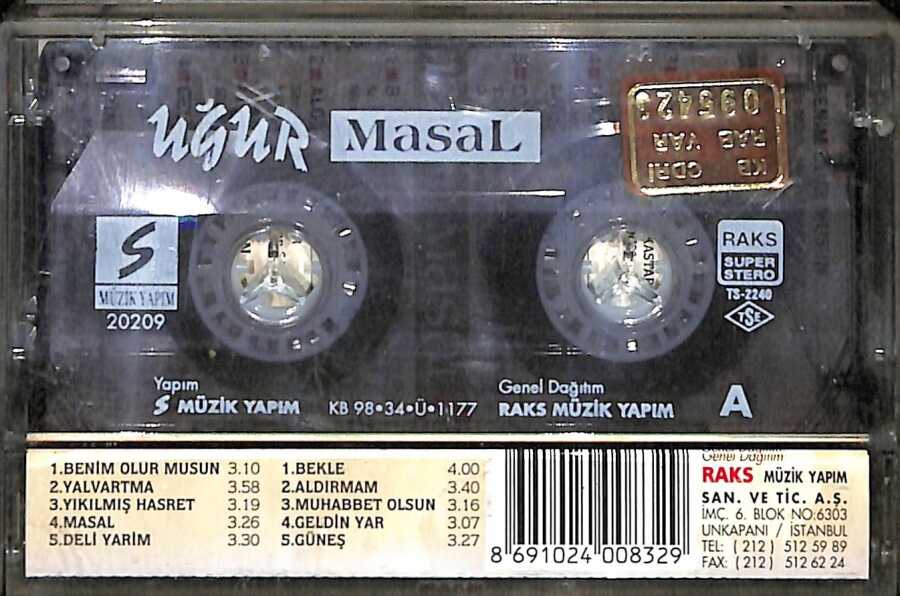 UĞUR MasaL
095423
RAB YAR
KB CDRI
S
MÜZİK YAPIM
20209
RAKS
SUPER
STERO
TS-2240
TSE
Yapım
S MÜZİK YAPIM
KB 98•34•Ü•1177
Genel Dağıtım
RAKS MÜZİK YAPIM
A
1.BENİM OLUR MUSUN 3.10
2.YALVARTMA 3.58
3.YIKILMIŞ HASRET 3.19
4.MASAL 3.26
5.DELİ YARİM 3.30
1.BEKLE 4.00
2.ALDIRMAM 3.40
3.MUHABBET OLSUN 3.16
4.GELDİN YAR 3.07
5.GÜNEŞ 3.27
8 691024 008329
Genel Dağıtım
RAKS MÜZİK YAPIM
SAN. VE TİC. A.Ş.
İMÇ. 6. BLOK NO:6303
UNKAPANI / İSTANBUL
TEL: (212) 512 59 89
FAX: (212) 512 62 24